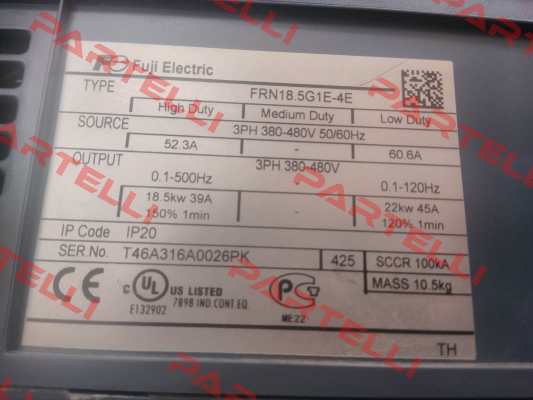 Fuji Electric
TYPE FRN18.5G1E-4E
High Duty Medium Duty Low Duty
SOURCE 3PH 380-480V 50/60Hz
52.3A - 60.6A
OUTPUT 3PH 380-480V
0.1-500Hz 0.1-120Hz
18.5kw 39A - 22kw 45A
150% 1min 120% 1min
IP Code IP20
SER.No. T46A316A0026PK 425 SCCR 100kA
MASS 10.5kg
CE
C UL US LISTED
7898 IND CONT.EQ.
E132902
ME22
TH
PARTELLI
PARTELLI
PARTELLI
PARTELLI
PARTELLI
PARTELLI